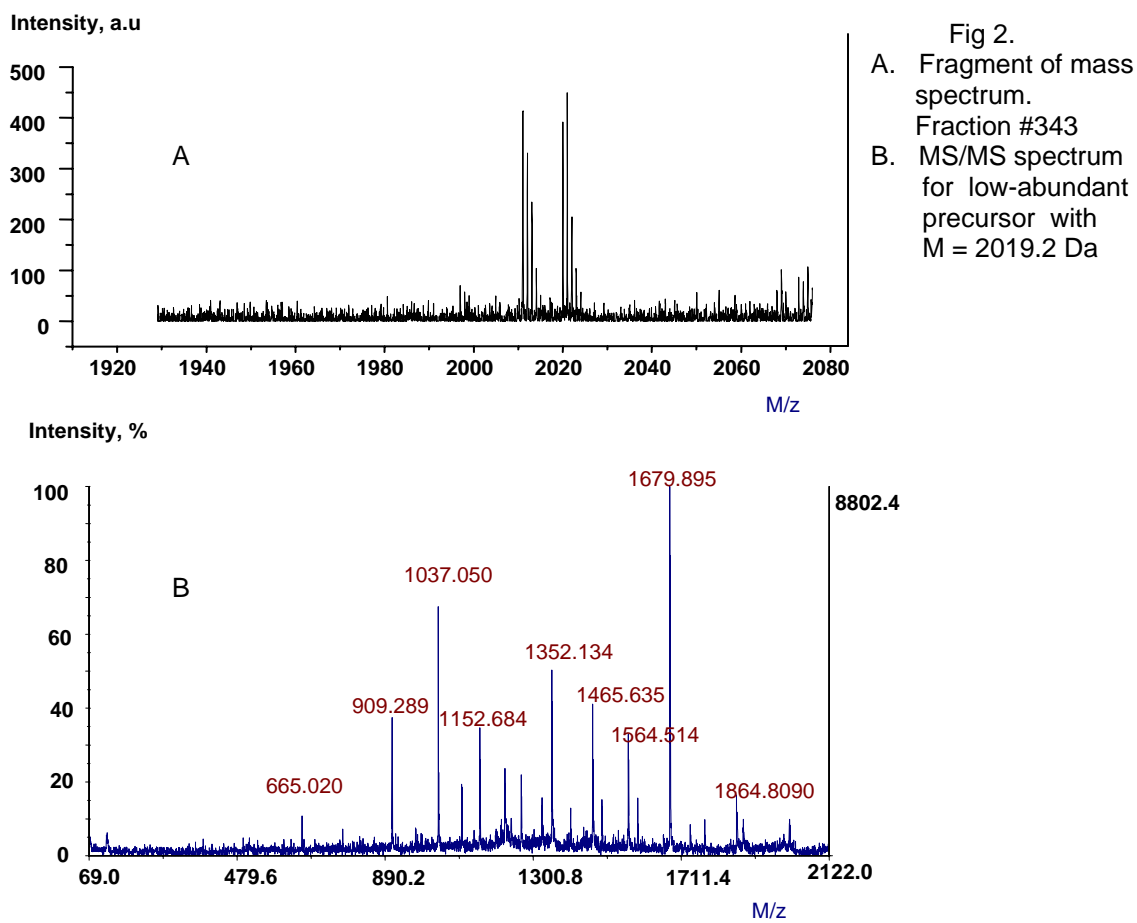 Intensity, a.u
500
400
300
200
100
0
A
1920 1940 1960 1980 2000 2020 2040 2060 2080
M/z
Fig 2.
A. Fragment of mass
spectrum.
Fraction #343
B. MS/MS spectrum
for low-abundant
precursor with
M = 2019.2 Da
Intensity, %
100
80
60
40
20
0
B
1679.895
8802.4
1037.050
1352.134
909.289
1465.635
1152.684
1564.514
665.020
1864.8090
69.0 479.6 890.2 1300.8 1711.4 2122.0
M/z